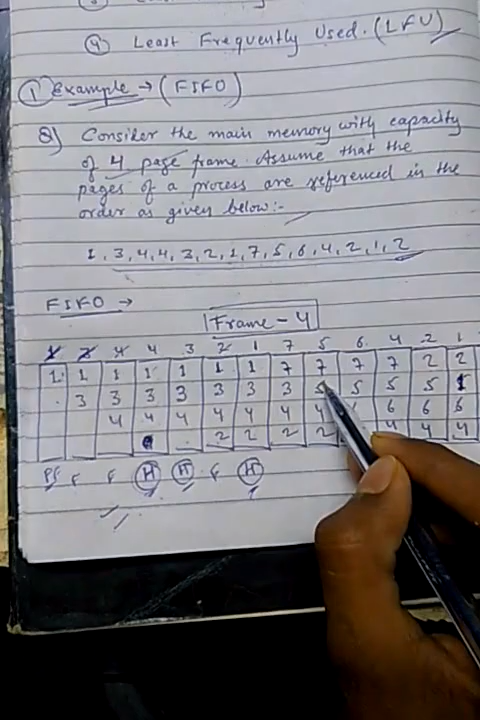 ④ Least Frequently Used. (LFU)
① Example → (FIFO)
Q) Consider the main memory with capacity
of 4 page frame. Assume that the
pages of a process are referenced in the
order as given below:-
1, 3, 4, 4, 3, 2, 1, 7, 5, 6, 4, 2, 1, 2
FIFO →
Frame - 4
1 3 4 4 3 2 1 7 5 6 4 2 1
1 1 1 1 1 1 1 7 7 7 7 2 2
. 3 3 3 3 3 3 3 5 5 5 5 1
4 4 4 4 4 4 4 6 6 6
. 2 2 2 2 4 4 4
PF F F H H F H